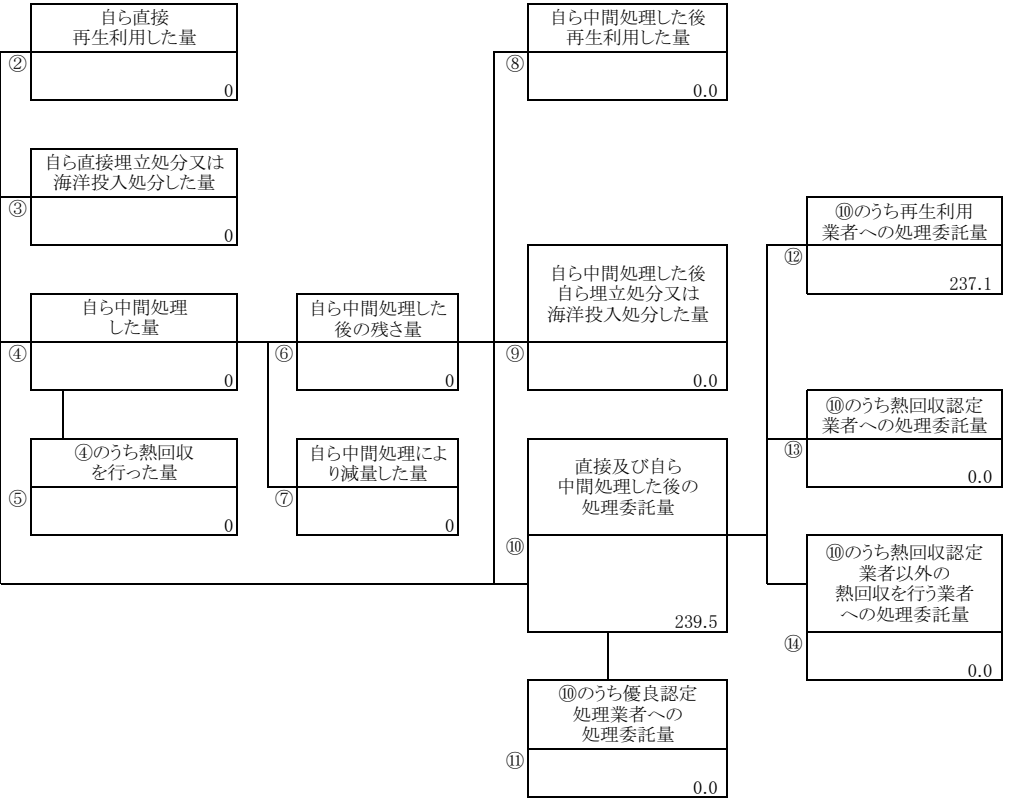 自ら直接
再生利用した量
②
0
自ら直接埋立処分又は
海洋投入処分した量
③
0
自ら中間処理
した量
④
0
④のうち熱回収
を行った量
⑤
0
自ら中間処理した
後の残さ量
⑥
0
自ら中間処理によ
り減量した量
⑦
0
自ら中間処理した後
再生利用した量
⑧
0.0
自ら中間処理した後
自ら埋立処分又は
海洋投入処分した量
⑨
0.0
直接及び自ら
中間処理した後の
処理委託量
⑩
239.5
⑩のうち優良認定
処理業者への
処理委託量
⑪
0.0
⑩のうち再生利用
業者への処理委託量
⑫
237.1
⑩のうち熱回収認定
業者への処理委託量
⑬
0.0
⑩のうち熱回収認定
業者以外の
熱回収を行う業者
への処理委託量
⑭
0.0